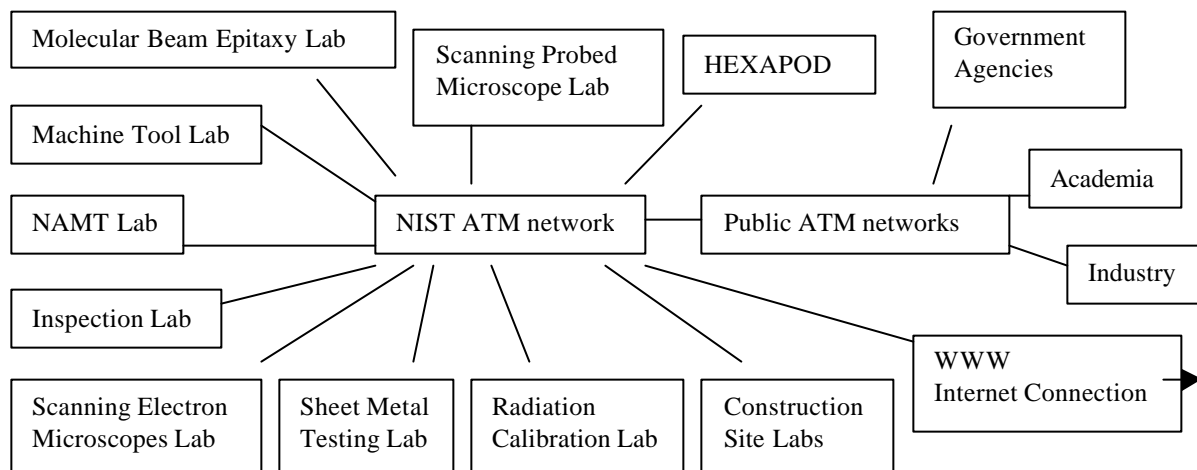 Molecular Beam Epitaxy Lab
Scanning Probed
Microscope Lab
HEXAPOD
Government
Agencies
Machine Tool Lab
Academia
NAMT Lab
NIST ATM network
Public ATM networks
Industry
Inspection Lab
WWW
Internet Connection
Scanning Electron
Microscopes Lab
Sheet Metal
Testing Lab
Radiation
Calibration Lab
Construction
Site Labs